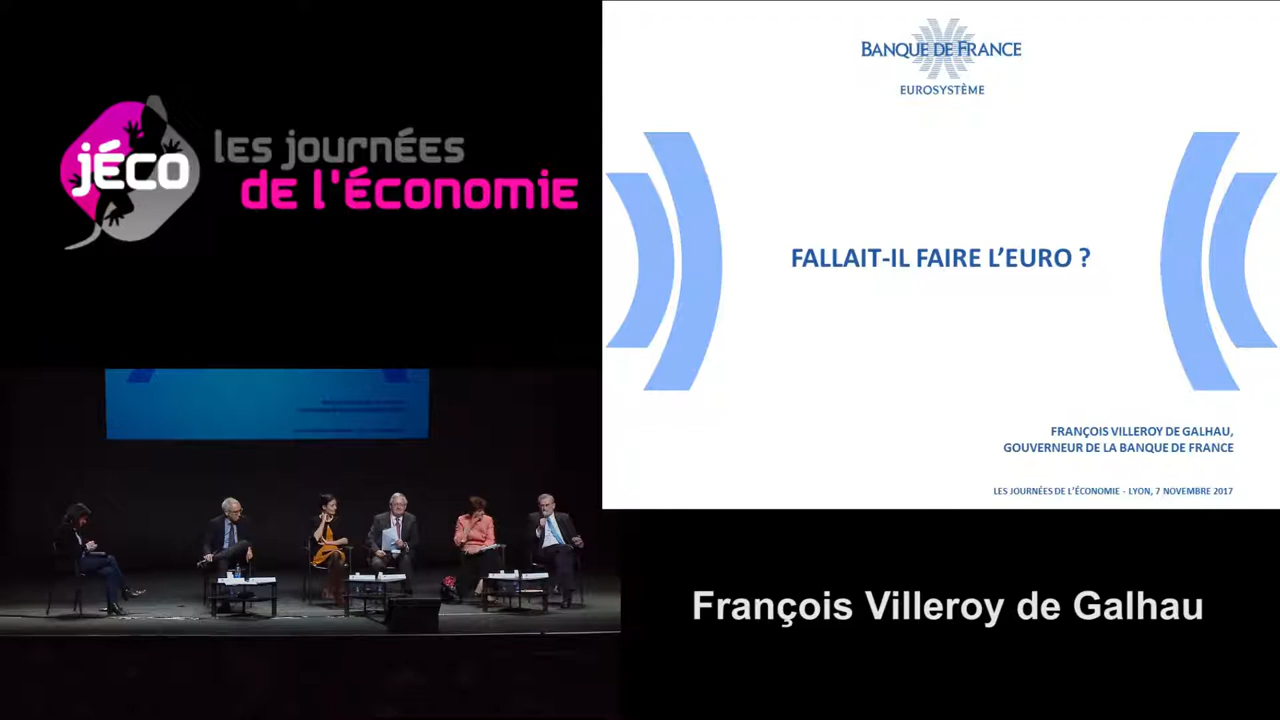 jéco
les journées
de l'économie
BANQUE DE FRANCE
EUROSYSTÈME
FALLAIT-IL FAIRE L'EURO ?
FRANÇOIS VILLEROY DE GALHAU,
GOUVERNEUR DE LA BANQUE DE FRANCE
LES JOURNÉES DE L'ÉCONOMIE - LYON, 7 NOVEMBRE 2017
François Villeroy de Galhau